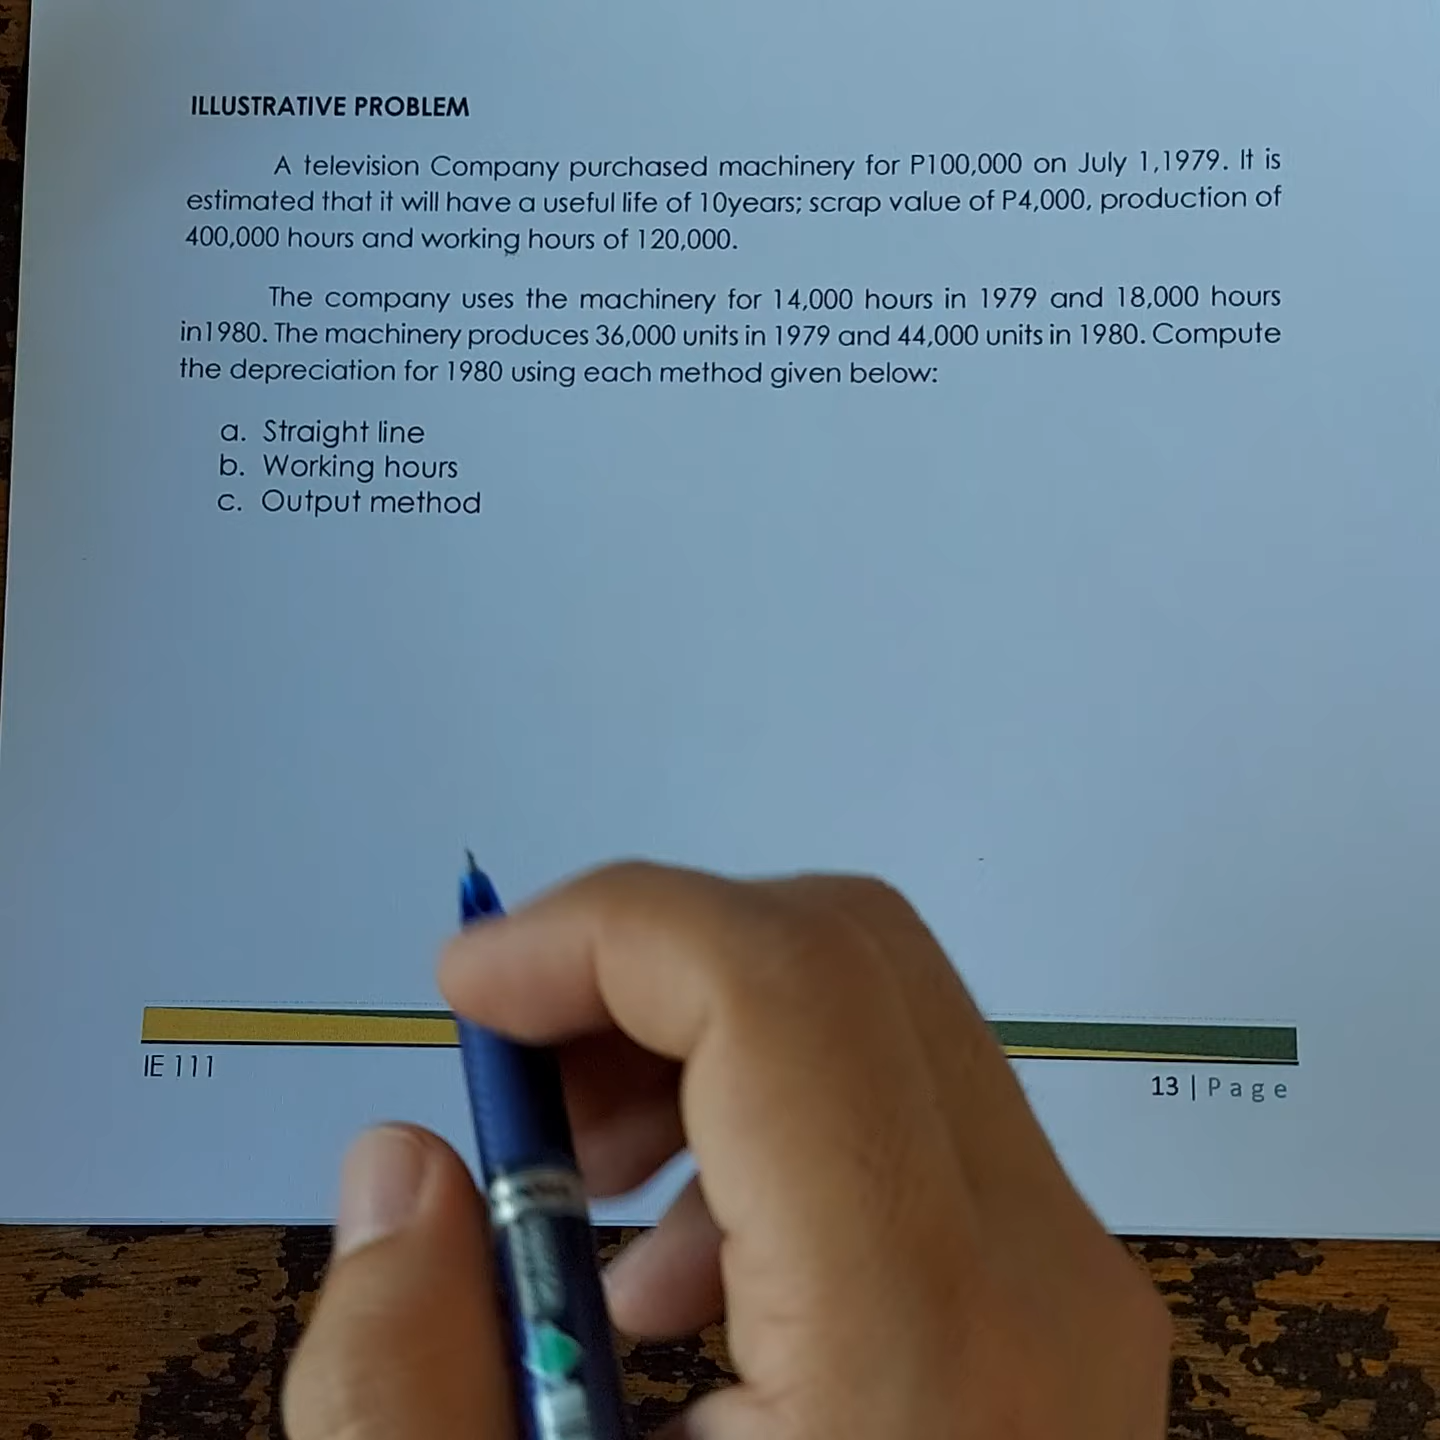 ILLUSTRATIVE PROBLEM
A television Company purchased machinery for P100,000 on July 1,1979. It is
estimated that it will have a useful life of 10years; scrap value of P4,000, production of
400,000 hours and working hours of 120,000.
The company uses the machinery for 14,000 hours in 1979 and 18,000 hours
in1980. The machinery produces 36,000 units in 1979 and 44,000 units in 1980. Compute
the depreciation for 1980 using each method given below:
a. Straight line
b. Working hours
c. Output method
IE 111
13 | P a g e